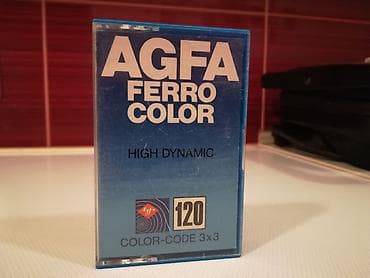 AGFA
FERRO
COLOR
HIGH DYNAMIC
120
COLOR-CODE 3x3